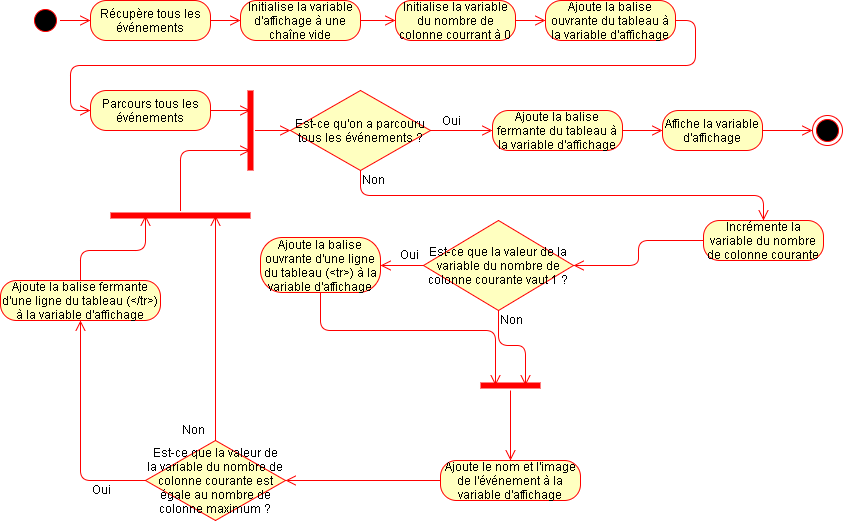 Récupère tous les
événements
Initialise la variable
d'affichage à une
chaîne vide
Initialise la variable
du nombre de
colonne courrant à 0
Ajoute la balise
ouvrante du tableau à
la variable d'affichage
Parcours tous les
événements
Est-ce qu'on a parcouru
tous les événements ?
Oui
Ajoute la balise
fermante du tableau à
la variable d'affichage
Affiche la variable
d'affichage
Non
Incrémente la
variable du nombre
de colonne courante
Est-ce que la valeur de la
variable du nombre de
colonne courante vaut 1 ?
Oui
Ajoute la balise
ouvrante d'une ligne
du tableau (<tr>) à la
variable d'affichage
Non
Ajoute la balise fermante
d'une ligne du tableau (</tr>)
à la variable d'affichage
Ajoute le nom et l'image
de l'événement à la
variable d'affichage
Non
Est-ce que la valeur de
la variable du nombre de
colonne courante est
égale au nombre de
colonne maximum ?
Oui